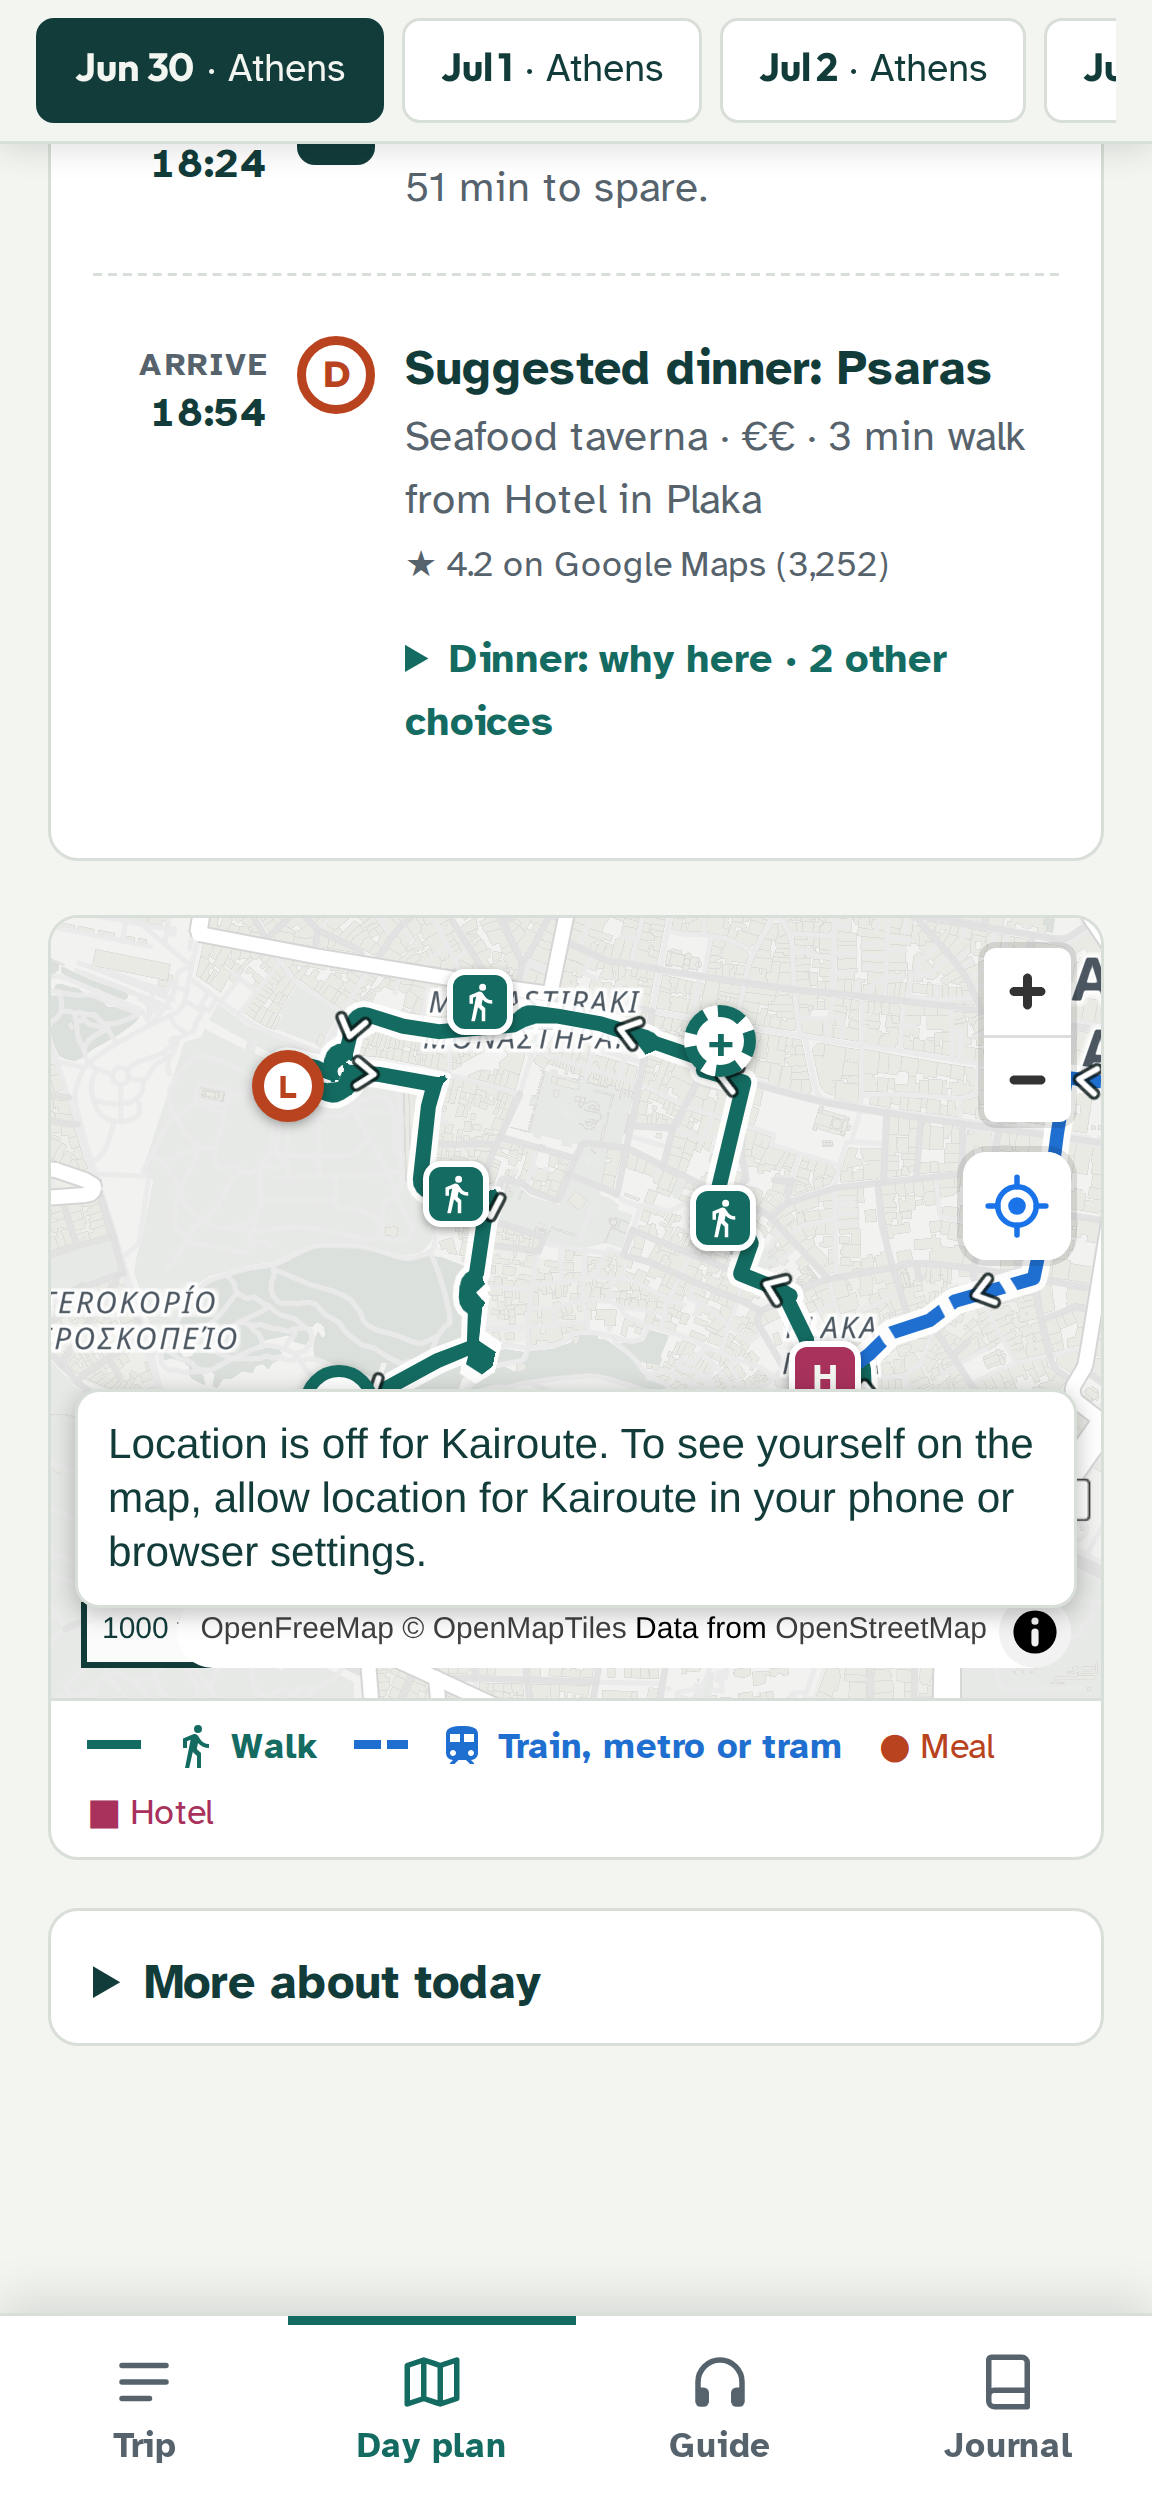 Jun 30 · Athens
Jul 1 · Athens
Jul 2 · Athens
18:24
51 min to spare.
ARRIVE
18:54
D
Suggested dinner: Psaras
Seafood taverna · €€ · 3 min walk
from Hotel in Plaka
★ 4.2 on Google Maps (3,252)
▶ Dinner: why here · 2 other
choices
L
H
Location is off for Kairoute. To see yourself on the
map, allow location for Kairoute in your phone or
browser settings.
1000
OpenFreeMap © OpenMapTiles Data from OpenStreetMap
Walk
Train, metro or tram
Meal
Hotel
▶ More about today
Trip
Day plan
Guide
Journal